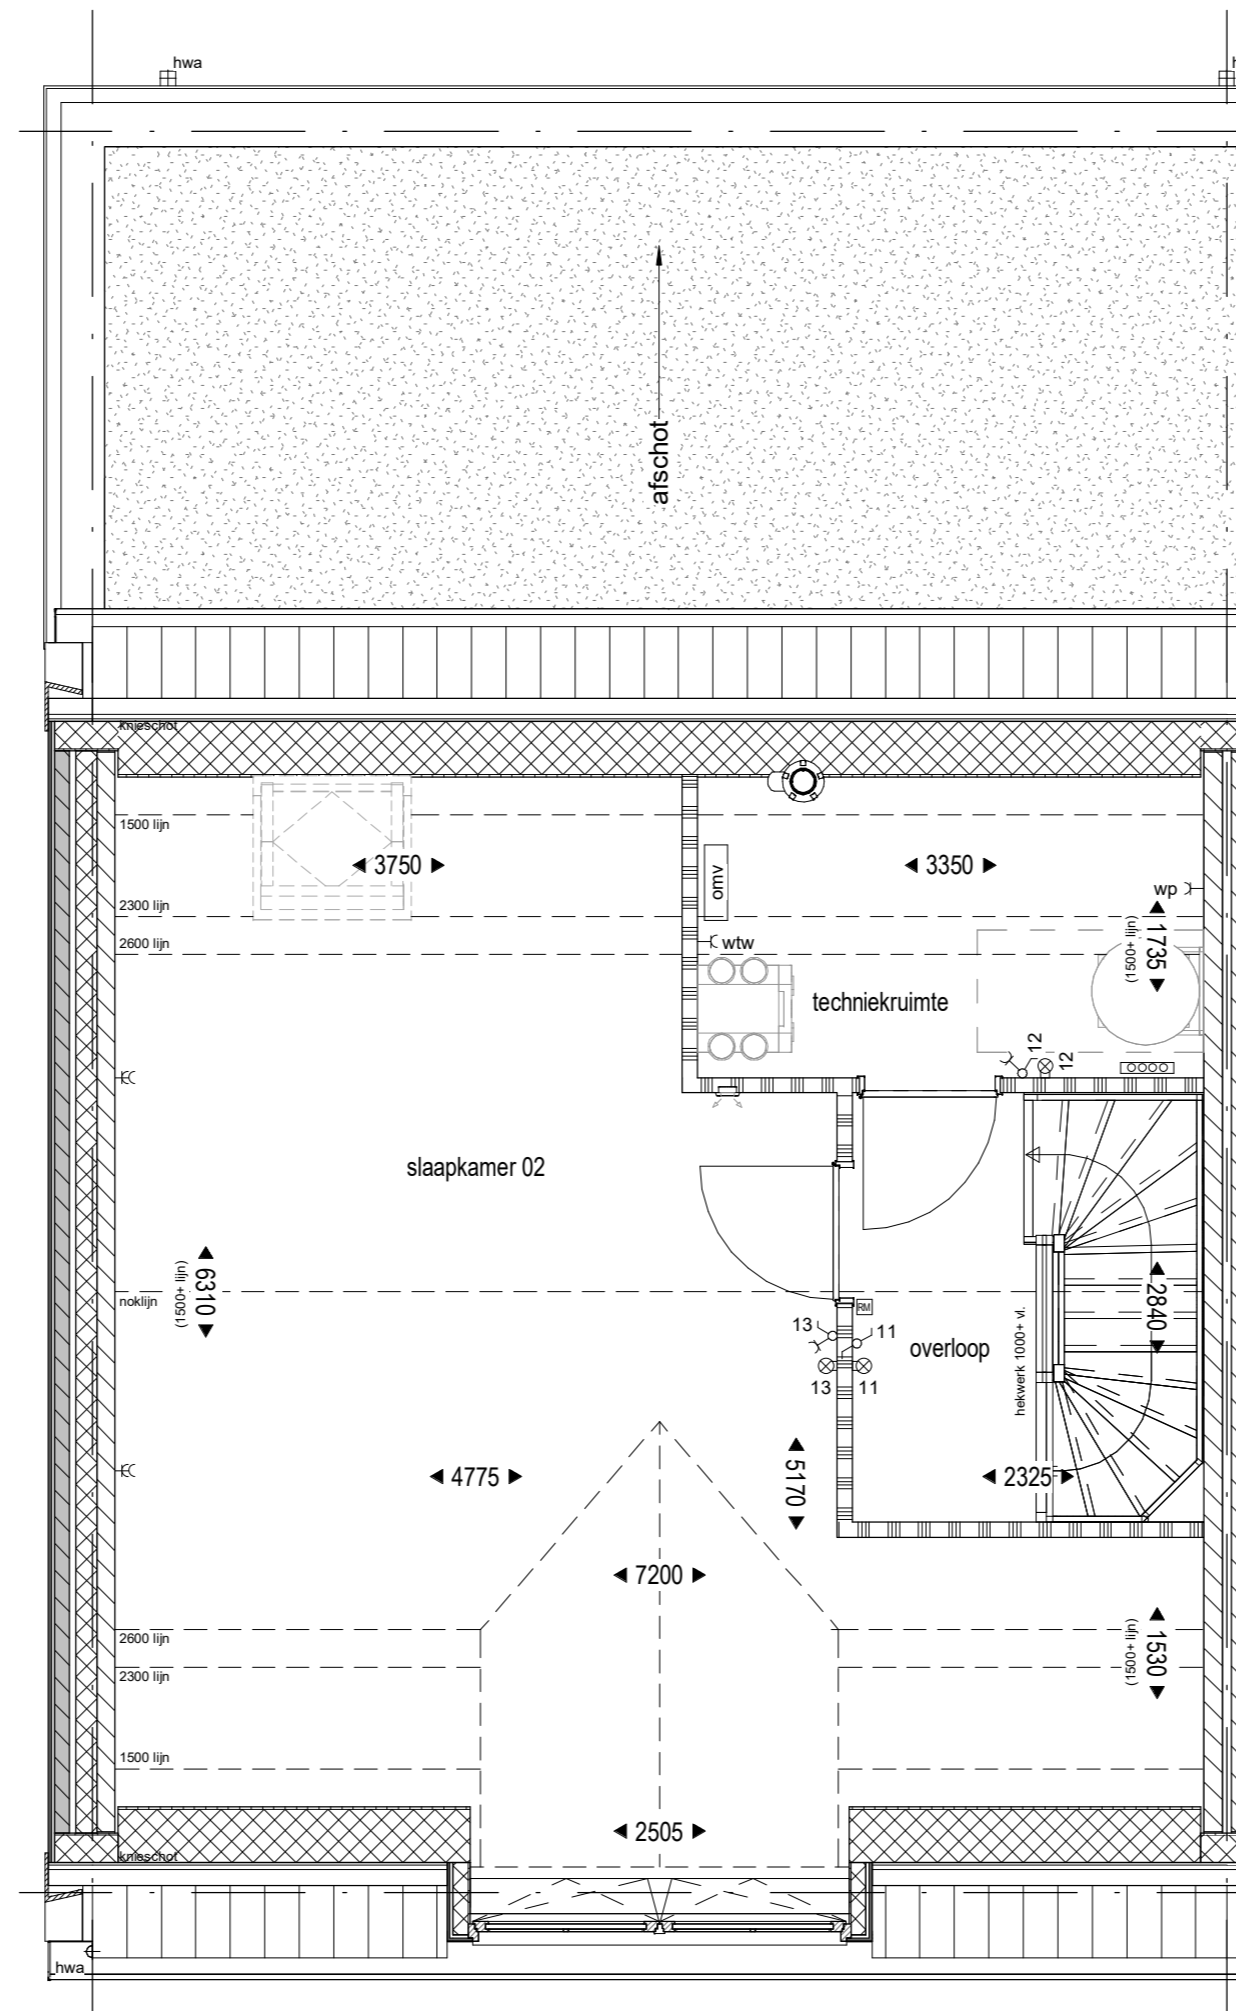 hwa
h
afschot
knieschot
1500 lijn
3750
3350
omv
wp
2300 lijn
2600 lijn
wtw
1735
(1500+ lijn)
techniekruimte
12
12
slaapkamer 02
6310
(1500+ lijn)
noklijn
RM
2840
13
11
overloop
hekwerk 1000+ vl.
13
11
4775
5170
2325
7200
2600 lijn
2300 lijn
1530
(1500+ lijn)
1500 lijn
2505
knieschot
hwa